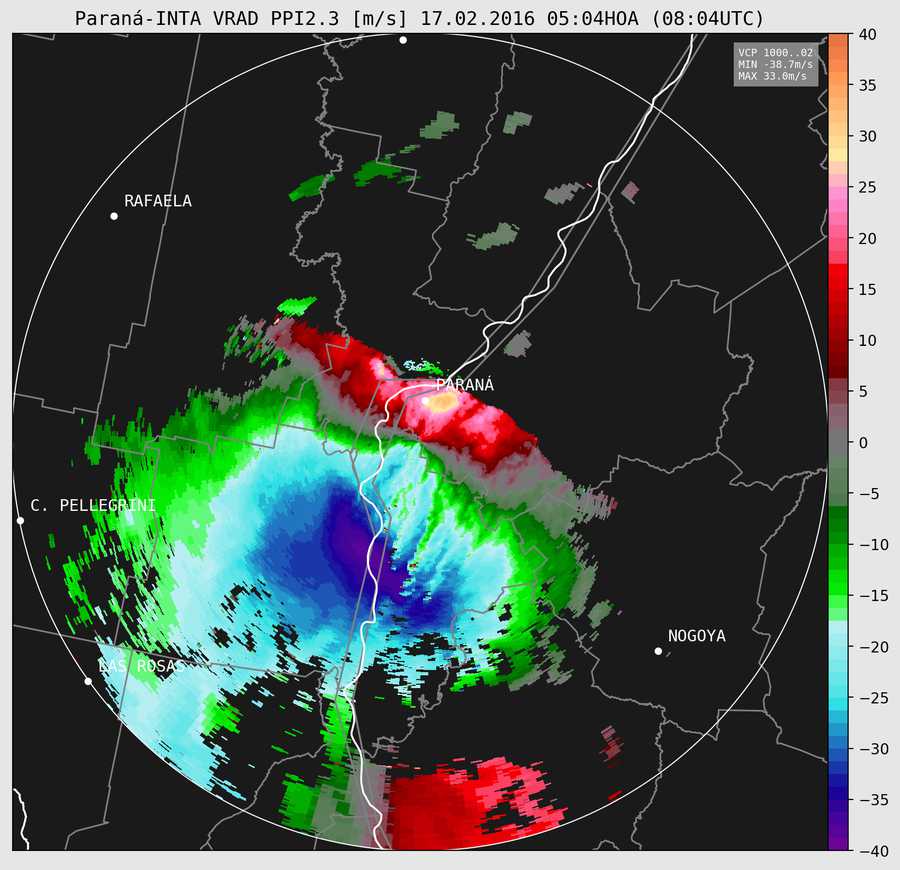 Paraná-INTA VRAD PPI2.3 [m/s] 17.02.2016 05:04HOA (08:04UTC)
VCP 1000..02
MIN -38.7m/s
MAX 33.0m/s
40
35
30
25
20
15
10
5
0
−5
−10
−15
−20
−25
−30
−35
−40
RAFAELA
PARANÁ
C. PELLEGRINI
NOGOYA
LAS ROSAS